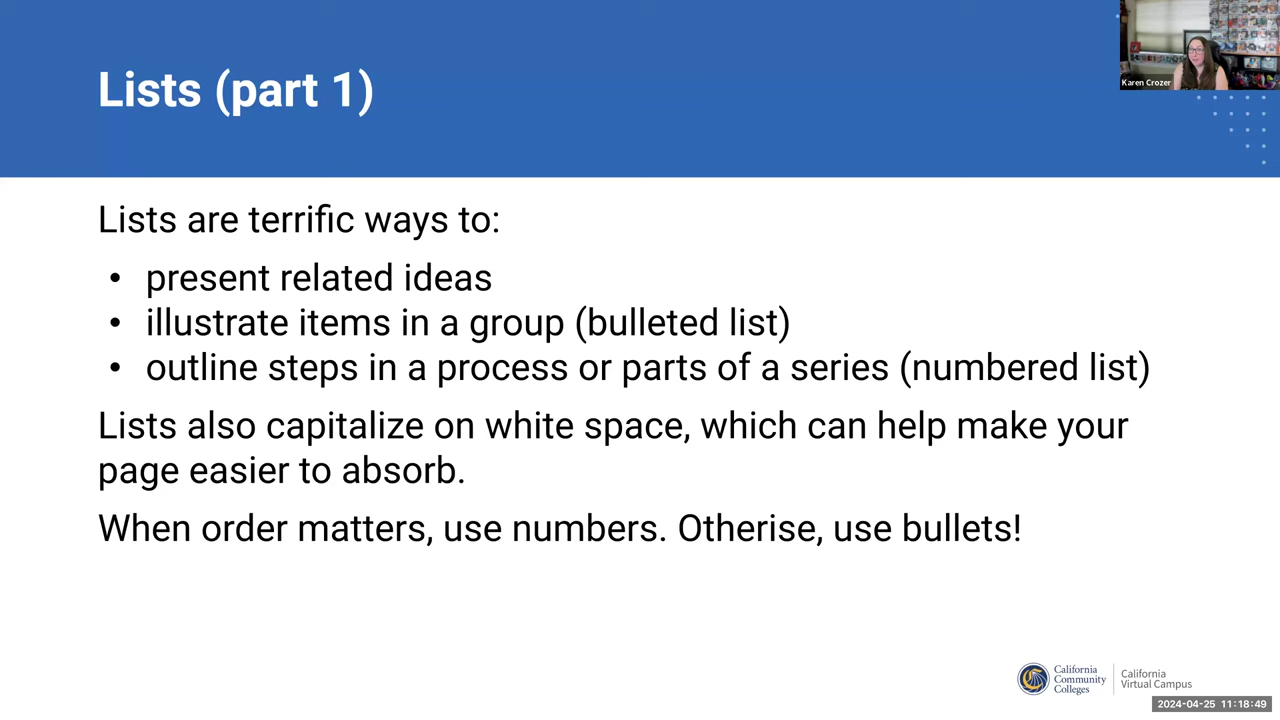 Lists (part 1)
Karen Crozer
Lists are terrific ways to:
• present related ideas
• illustrate items in a group (bulleted list)
• outline steps in a process or parts of a series (numbered list)
Lists also capitalize on white space, which can help make your
page easier to absorb.
When order matters, use numbers. Otherise, use bullets!
California
Community
Colleges
California
Virtual Campus
2024-04-25 11:18:49